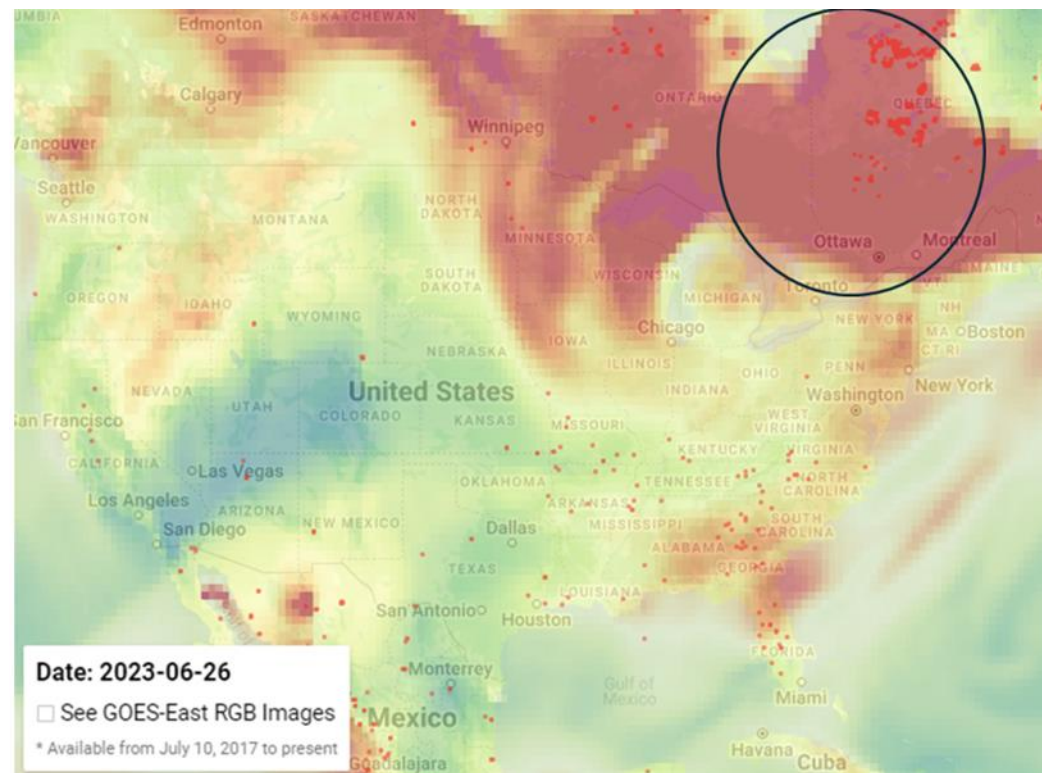 UMBIA
Edmonton
SASKATCHEWAN
Calgary
ONTARIO
QUEBEC
Vancouver
Winnipeg
Seattle
WASHINGTON
MONTANA
NORTH
DAKOTA
MINNESOTA
Ottawa
Montreal
MAINE
VT
SOUTH
DAKOTA
WISCONSIN
MICHIGAN
Toronto
OREGON
IDAHO
WYOMING
NH
NEW YORK
MA
Boston
CT RI
Chicago
IOWA
NEBRASKA
ILLINOIS
INDIANA
OHIO
PENN
New York
NEVADA
UTAH
United States
COLORADO
KANSAS
MISSOURI
Washington
WEST
VIRGINIA
San Francisco
KENTUCKY
VIRGINIA
CALIFORNIA
Las Vegas
OKLAHOMA
TENNESSEE
NORTH
CAROLINA
Los Angeles
ARIZONA
NEW MEXICO
ARKANSAS
MISSISSIPPI
SOUTH
CAROLINA
San Diego
Dallas
ALABAMA
GEORGIA
TEXAS
LOUISIANA
San Antonio
Houston
FLORIDA
Monterrey
Gulf of
Mexico
Miami
Mexico
Havana
Cuba
Guadalajara
Date: 2023-06-26
See GOES-East RGB Images
* Available from July 10, 2017 to present